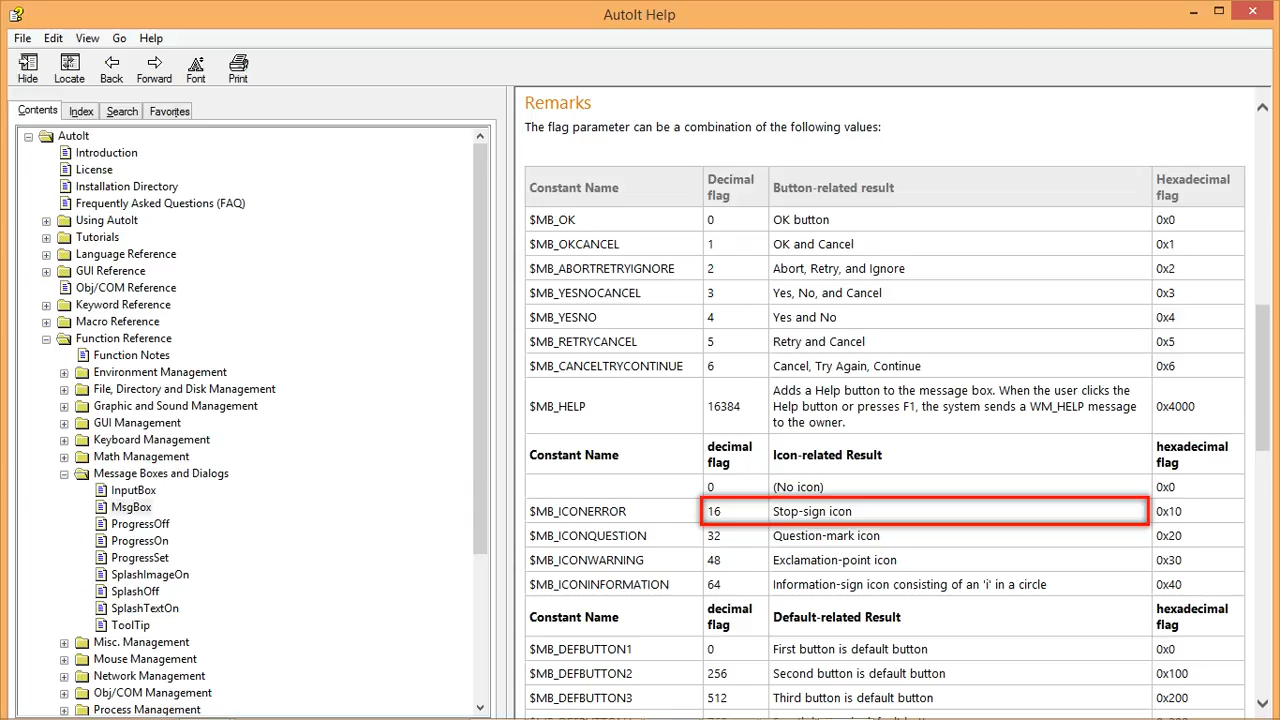 AutoIt Help
File Edit View Go Help
Hide Locate Back Forward Font Print
Contents Index Search Favorites
AutoIt
Introduction
License
Installation Directory
Frequently Asked Questions (FAQ)
Using AutoIt
Tutorials
Language Reference
GUI Reference
Obj/COM Reference
Keyword Reference
Macro Reference
Function Reference
Function Notes
Environment Management
File, Directory and Disk Management
Graphic and Sound Management
GUI Management
Keyboard Management
Math Management
Message Boxes and Dialogs
InputBox
MsgBox
ProgressOff
ProgressOn
ProgressSet
SplashImageOn
SplashOff
SplashTextOn
ToolTip
Misc. Management
Mouse Management
Network Management
Obj/COM Management
Process Management
Remarks
The flag parameter can be a combination of the following values:
Constant Name Decimal flag Button-related result Hexadecimal flag
$MB_OK 0 OK button 0x0
$MB_OKCANCEL 1 OK and Cancel 0x1
$MB_ABORTRETRYIGNORE 2 Abort, Retry, and Ignore 0x2
$MB_YESNOCANCEL 3 Yes, No, and Cancel 0x3
$MB_YESNO 4 Yes and No 0x4
$MB_RETRYCANCEL 5 Retry and Cancel 0x5
$MB_CANCELTRYCONTINUE 6 Cancel, Try Again, Continue 0x6
$MB_HELP 16384 Adds a Help button to the message box. When the user clicks the
Help button or presses F1, the system sends a WM_HELP message
to the owner. 0x4000
Constant Name decimal flag Icon-related Result hexadecimal flag
0 (No icon) 0x0
$MB_ICONERROR 16 Stop-sign icon 0x10
$MB_ICONQUESTION 32 Question-mark icon 0x20
$MB_ICONWARNING 48 Exclamation-point icon 0x30
$MB_ICONINFORMATION 64 Information-sign icon consisting of an 'i' in a circle 0x40
Constant Name decimal flag Default-related Result hexadecimal flag
$MB_DEFBUTTON1 0 First button is default button 0x0
$MB_DEFBUTTON2 256 Second button is default button 0x100
$MB_DEFBUTTON3 512 Third button is default button 0x200